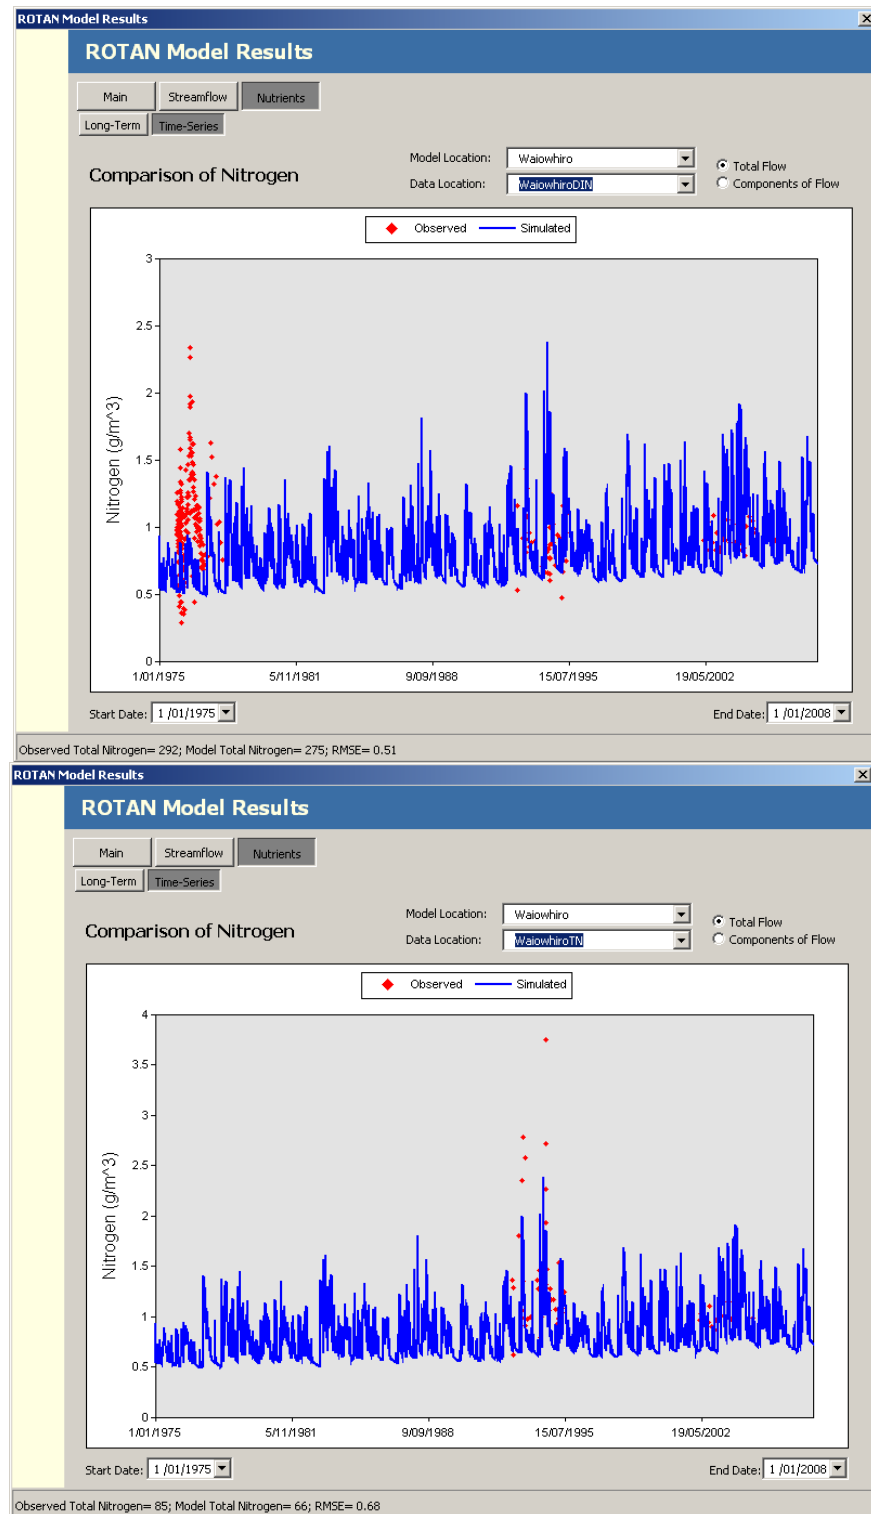 ROTAN Model Results
ROTAN Model Results
Main Streamflow Nutrients
Long-Term Time-Series
Comparison of Nitrogen
Model Location: Waiowhiro
Data Location: WaiowhiroDIN
Total Flow
Components of Flow
Observed Simulated
Nitrogen (g/m^3)
3
2.5
2
1.5
1
0.5
0
1/01/1975 5/11/1981 9/09/1988 15/07/1995 19/05/2002
Start Date: 1 /01/1975 End Date: 1 /01/2008
Observed Total Nitrogen= 292; Model Total Nitrogen= 275; RMSE= 0.51
ROTAN Model Results
ROTAN Model Results
Main Streamflow Nutrients
Long-Term Time-Series
Comparison of Nitrogen
Model Location: Waiowhiro
Data Location: WaiowhiroTN
Total Flow
Components of Flow
Observed Simulated
Nitrogen (g/m^3)
4
3.5
3
2.5
2
1.5
1
0.5
0
1/01/1975 5/11/1981 9/09/1988 15/07/1995 19/05/2002
Start Date: 1 /01/1975 End Date: 1 /01/2008
Observed Total Nitrogen= 85; Model Total Nitrogen= 66; RMSE= 0.68